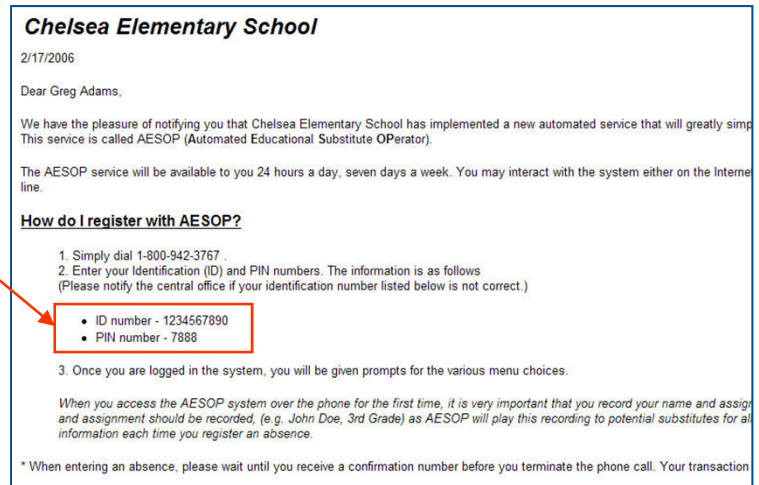 Chelsea Elementary School
2/17/2006
Dear Greg Adams,
We have the pleasure of notifying you that Chelsea Elementary School has implemented a new automated service that will greatly simp
This service is called AESOP (Automated Educational Substitute OPerator).
The AESOP service will be available to you 24 hours a day, seven days a week. You may interact with the system either on the Interne
line.
How do I register with AESOP?
1. Simply dial 1-800-942-3767 .
2. Enter your Identification (ID) and PIN numbers. The information is as follows
(Please notify the central office if your identification number listed below is not correct.)
• ID number - 1234567890
• PIN number - 7888
3. Once you are logged in the system, you will be given prompts for the various menu choices.
When you access the AESOP system over the phone for the first time, it is very important that you record your name and assign
and assignment should be recorded, (e.g. John Doe, 3rd Grade) as AESOP will play this recording to potential substitutes for al
information each time you register an absence.
* When entering an absence, please wait until you receive a confirmation number before you terminate the phone call. Your transaction